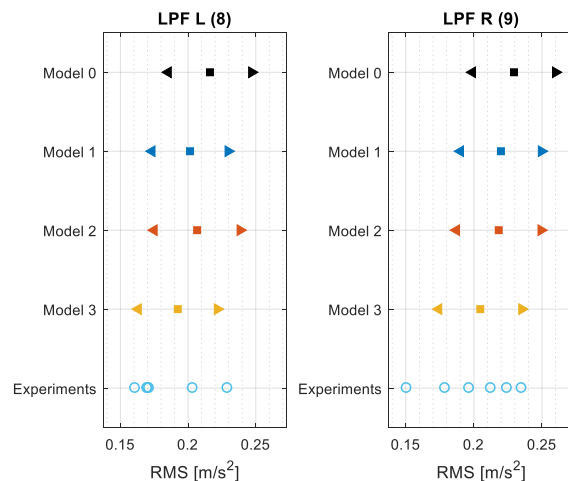 LPF L (8)
Model 0
Model 1
Model 2
Model 3
Experiments
0.15 0.2 0.25
RMS [m/s²]
LPF R (9)
Model 0
Model 1
Model 2
Model 3
Experiments
0.15 0.2 0.25
RMS [m/s²]